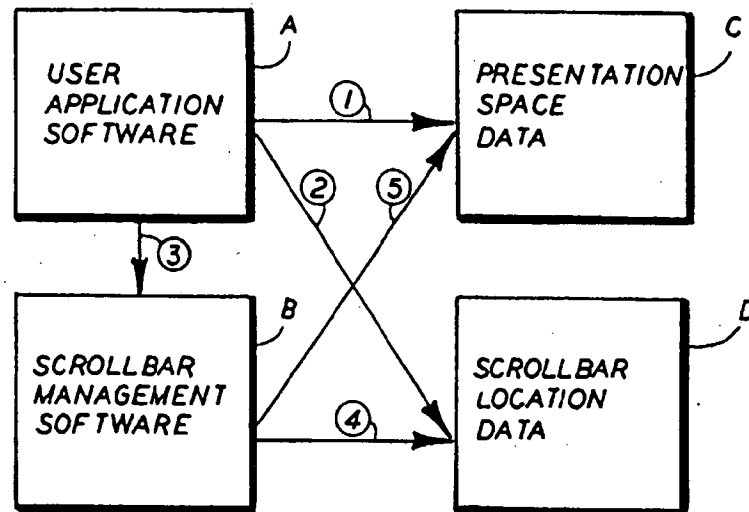 A
USER
APPLICATION
SOFTWARE
C
PRESENTATION
SPACE
DATA
1
2
5
3
B
SCROLLBAR
MANAGEMENT
SOFTWARE
D
SCROLLBAR
LOCATION
DATA
4